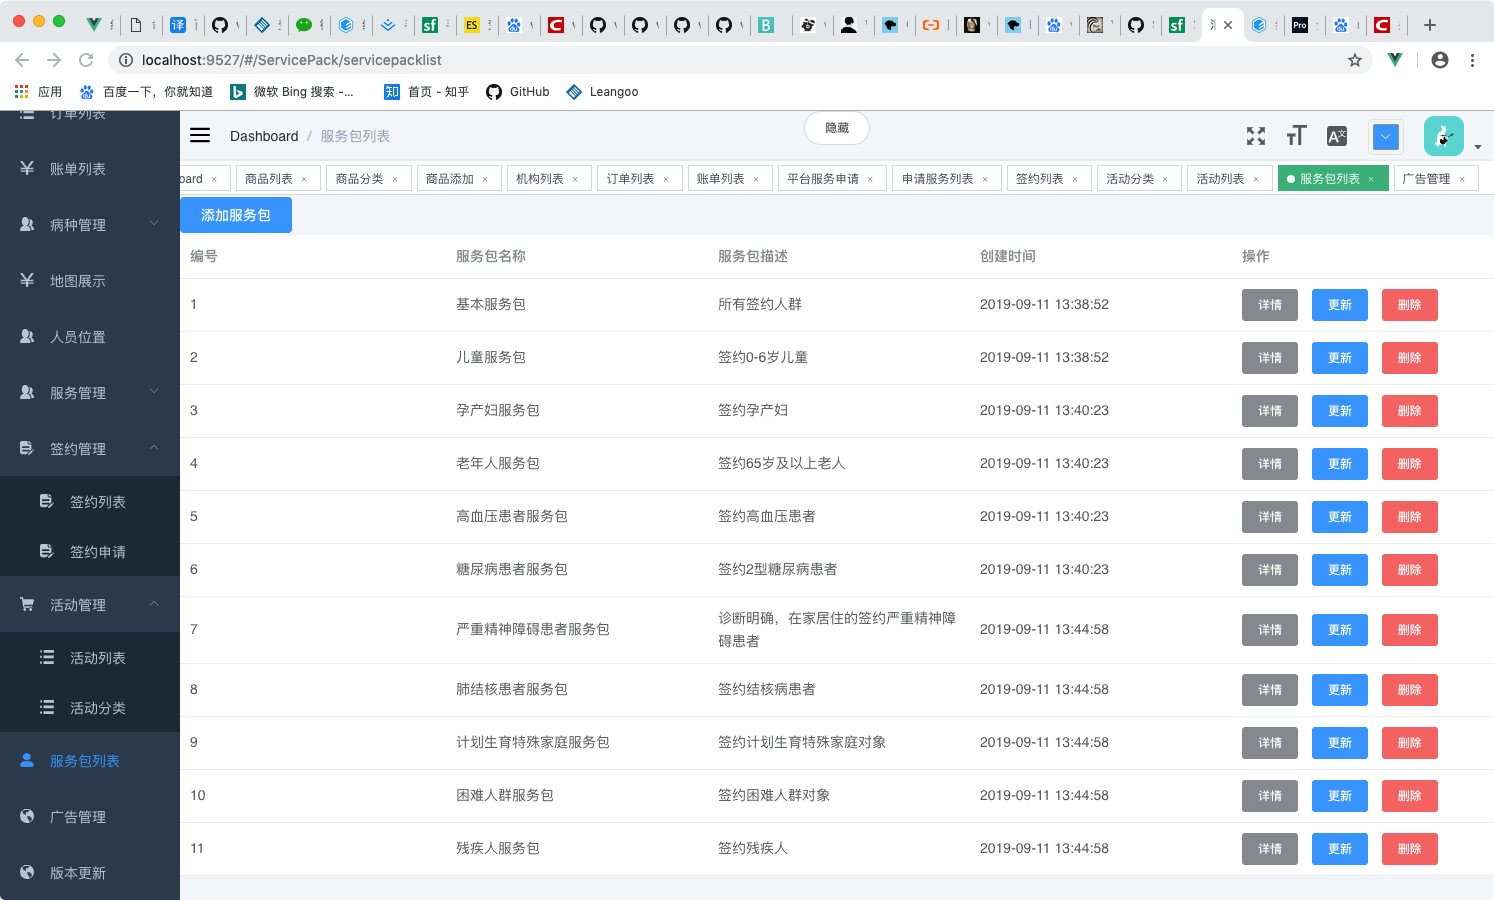 localhost:9527/#/ServicePack/servicepacklist
应用
百度一下，你就知道
微软 Bing 搜索 -...
首页 - 知乎
GitHub
Leangoo
订单列表
账单列表
病种管理
地图展示
人员位置
服务管理
签约管理
签约列表
签约申请
活动管理
活动列表
活动分类
服务包列表
广告管理
版本更新
Dashboard / 服务包列表
隐藏
oard ×
商品列表 ×
商品分类 ×
商品添加 ×
机构列表 ×
订单列表 ×
账单列表 ×
平台服务申请 ×
申请服务列表 ×
签约列表 ×
活动分类 ×
活动列表 ×
服务包列表 ×
广告管理 ×
添加服务包
编号 服务包名称 服务包描述 创建时间 操作
1 基本服务包 所有签约人群 2019-09-11 13:38:52 详情 更新 删除
2 儿童服务包 签约0-6岁儿童 2019-09-11 13:38:52 详情 更新 删除
3 孕产妇服务包 签约孕产妇 2019-09-11 13:40:23 详情 更新 删除
4 老年人服务包 签约65岁及以上老人 2019-09-11 13:40:23 详情 更新 删除
5 高血压患者服务包 签约高血压患者 2019-09-11 13:40:23 详情 更新 删除
6 糖尿病患者服务包 签约2型糖尿病患者 2019-09-11 13:40:23 详情 更新 删除
7 严重精神障碍患者服务包 诊断明确，在家居住的签约严重精神障
碍患者 2019-09-11 13:44:58 详情 更新 删除
8 肺结核患者服务包 签约结核病患者 2019-09-11 13:44:58 详情 更新 删除
9 计划生育特殊家庭服务包 签约计划生育特殊家庭对象 2019-09-11 13:44:58 详情 更新 删除
10 困难人群服务包 签约困难人群对象 2019-09-11 13:44:58 详情 更新 删除
11 残疾人服务包 签约残疾人 2019-09-11 13:44:58 详情 更新 删除